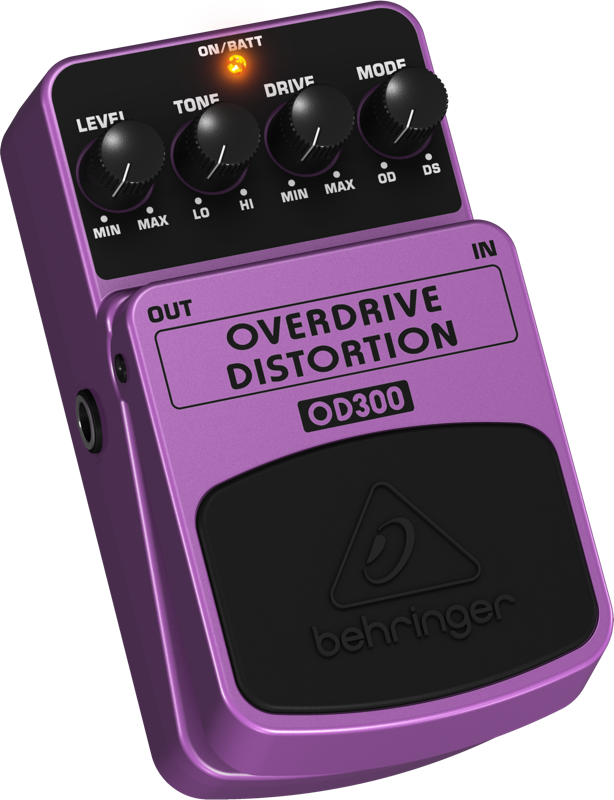 ON/BATT
LEVEL TONE DRIVE MODE
MIN MAX LO HI MIN MAX OD DS
OUT IN
OVERDRIVE
DISTORTION
OD300
behringer